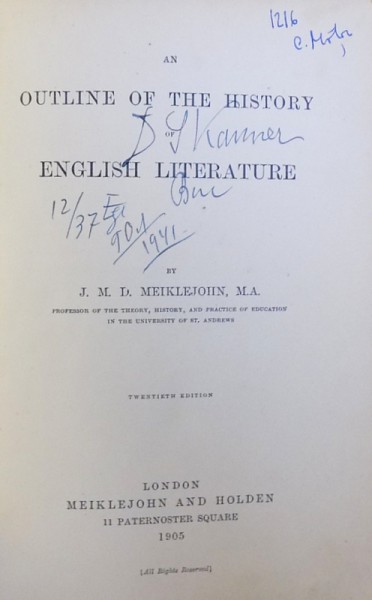 1216
AN
OUTLINE OF THE HISTORY
OF
ENGLISH LITERATURE
12/37
1941
BY
J. M. D. MEIKLEJOHN, M.A.
PROFESSOR OF THE THEORY, HISTORY, AND PRACTICE OF EDUCATION
IN THE UNIVERSITY OF ST. ANDREWS
TWENTIETH EDITION
LONDON
MEIKLEJOHN AND HOLDEN
11 PATERNOSTER SQUARE
1905
[All Rights Reserved]